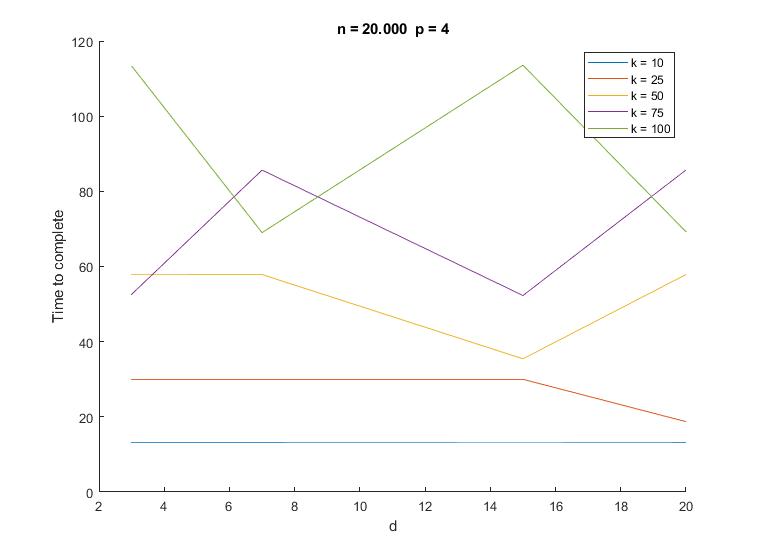 n = 20.000 p = 4
120
100
80
60
40
20
0
Time to complete
k = 10
k = 25
k = 50
k = 75
k = 100
2 4 6 8 10 12 14 16 18 20
d